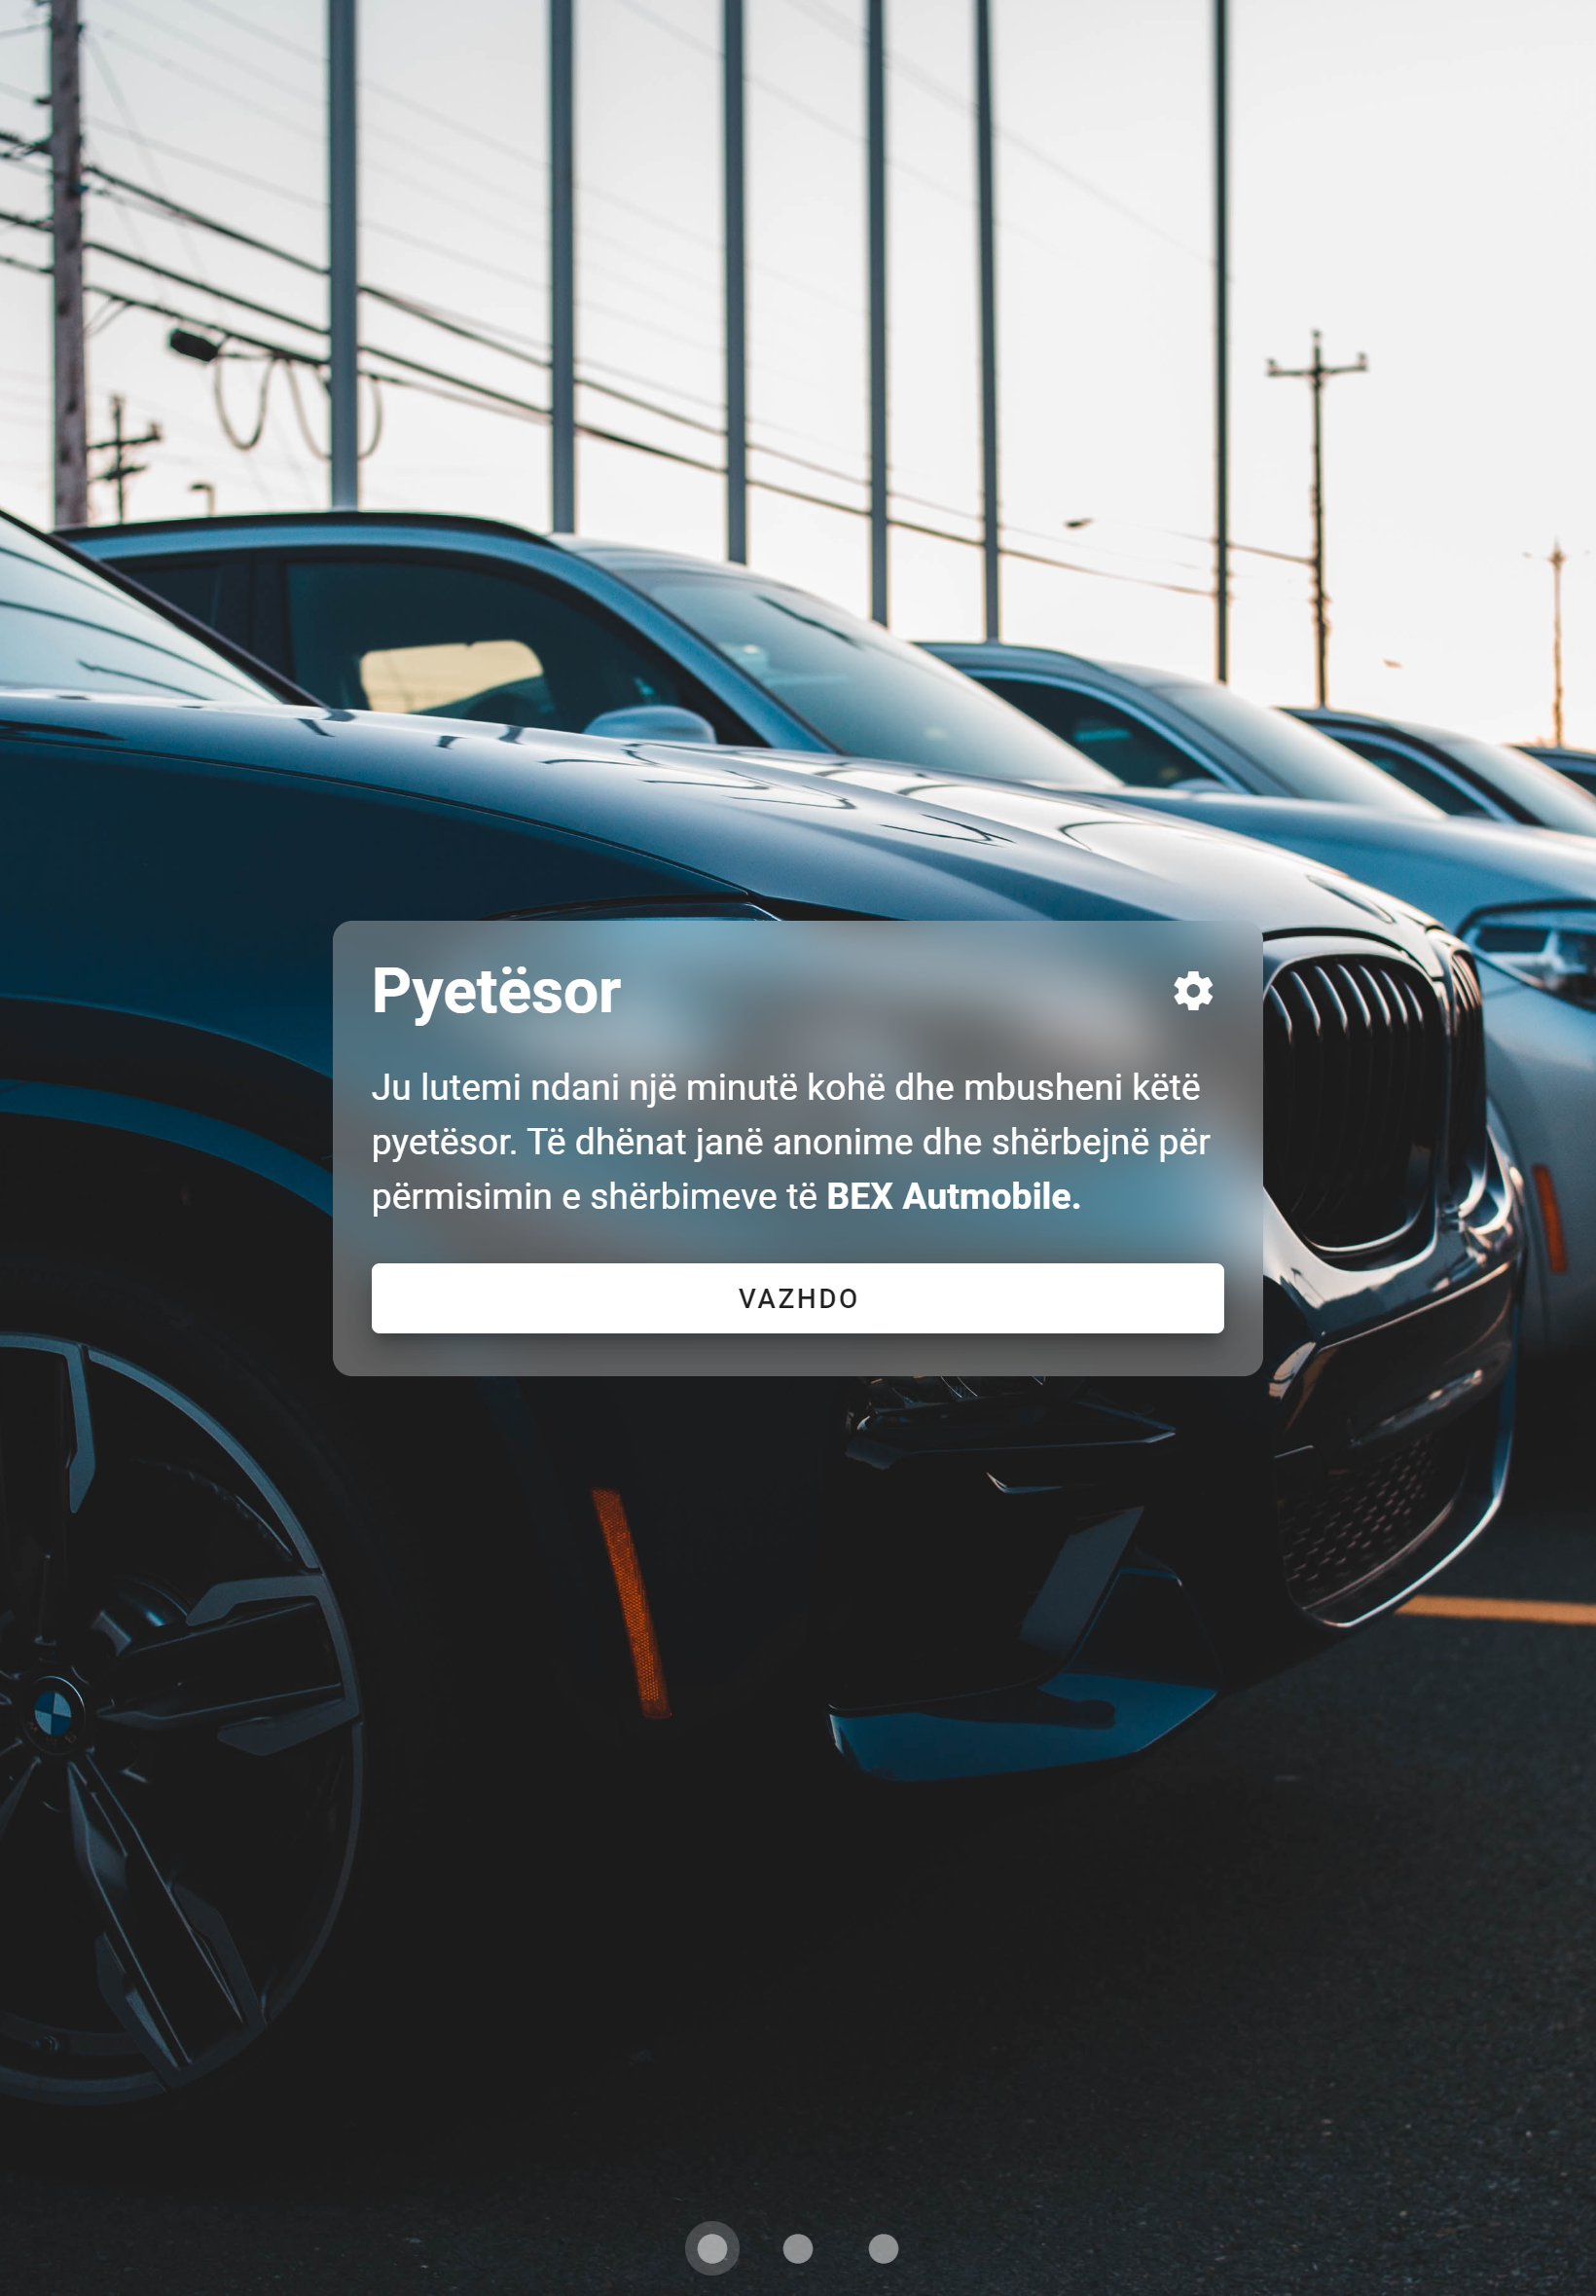 Pyetësor
Ju lutemi ndani një minutë kohë dhe mbusheni këtë
pyetësor. Të dhënat janë anonime dhe shërbejnë për
përmisimin e shërbimeve të BEX Autmobile.
VAZHDO